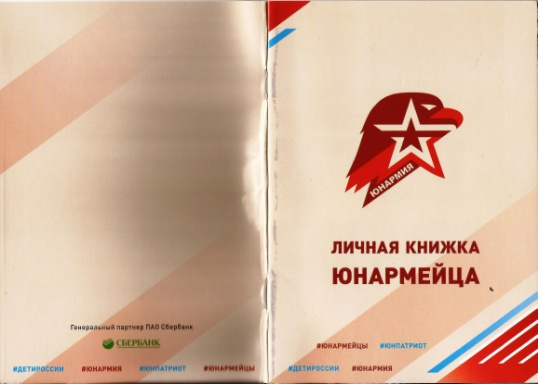 Генеральный партнер ПАО Сбербанк
СБЕРБАНК
#ДЕТИРОССИИ #ЮНАРМИЯ #ЮНПАТРИОТ #ЮНАРМЕЙЦЫ
ЮНАРМИЯ
ЛИЧНАЯ КНИЖКА
ЮНАРМЕЙЦА
#ЮНАРМЕЙЦЫ #ЮНПАТРИОТ
#ДЕТИРОССИИ #ЮНАРМИЯ